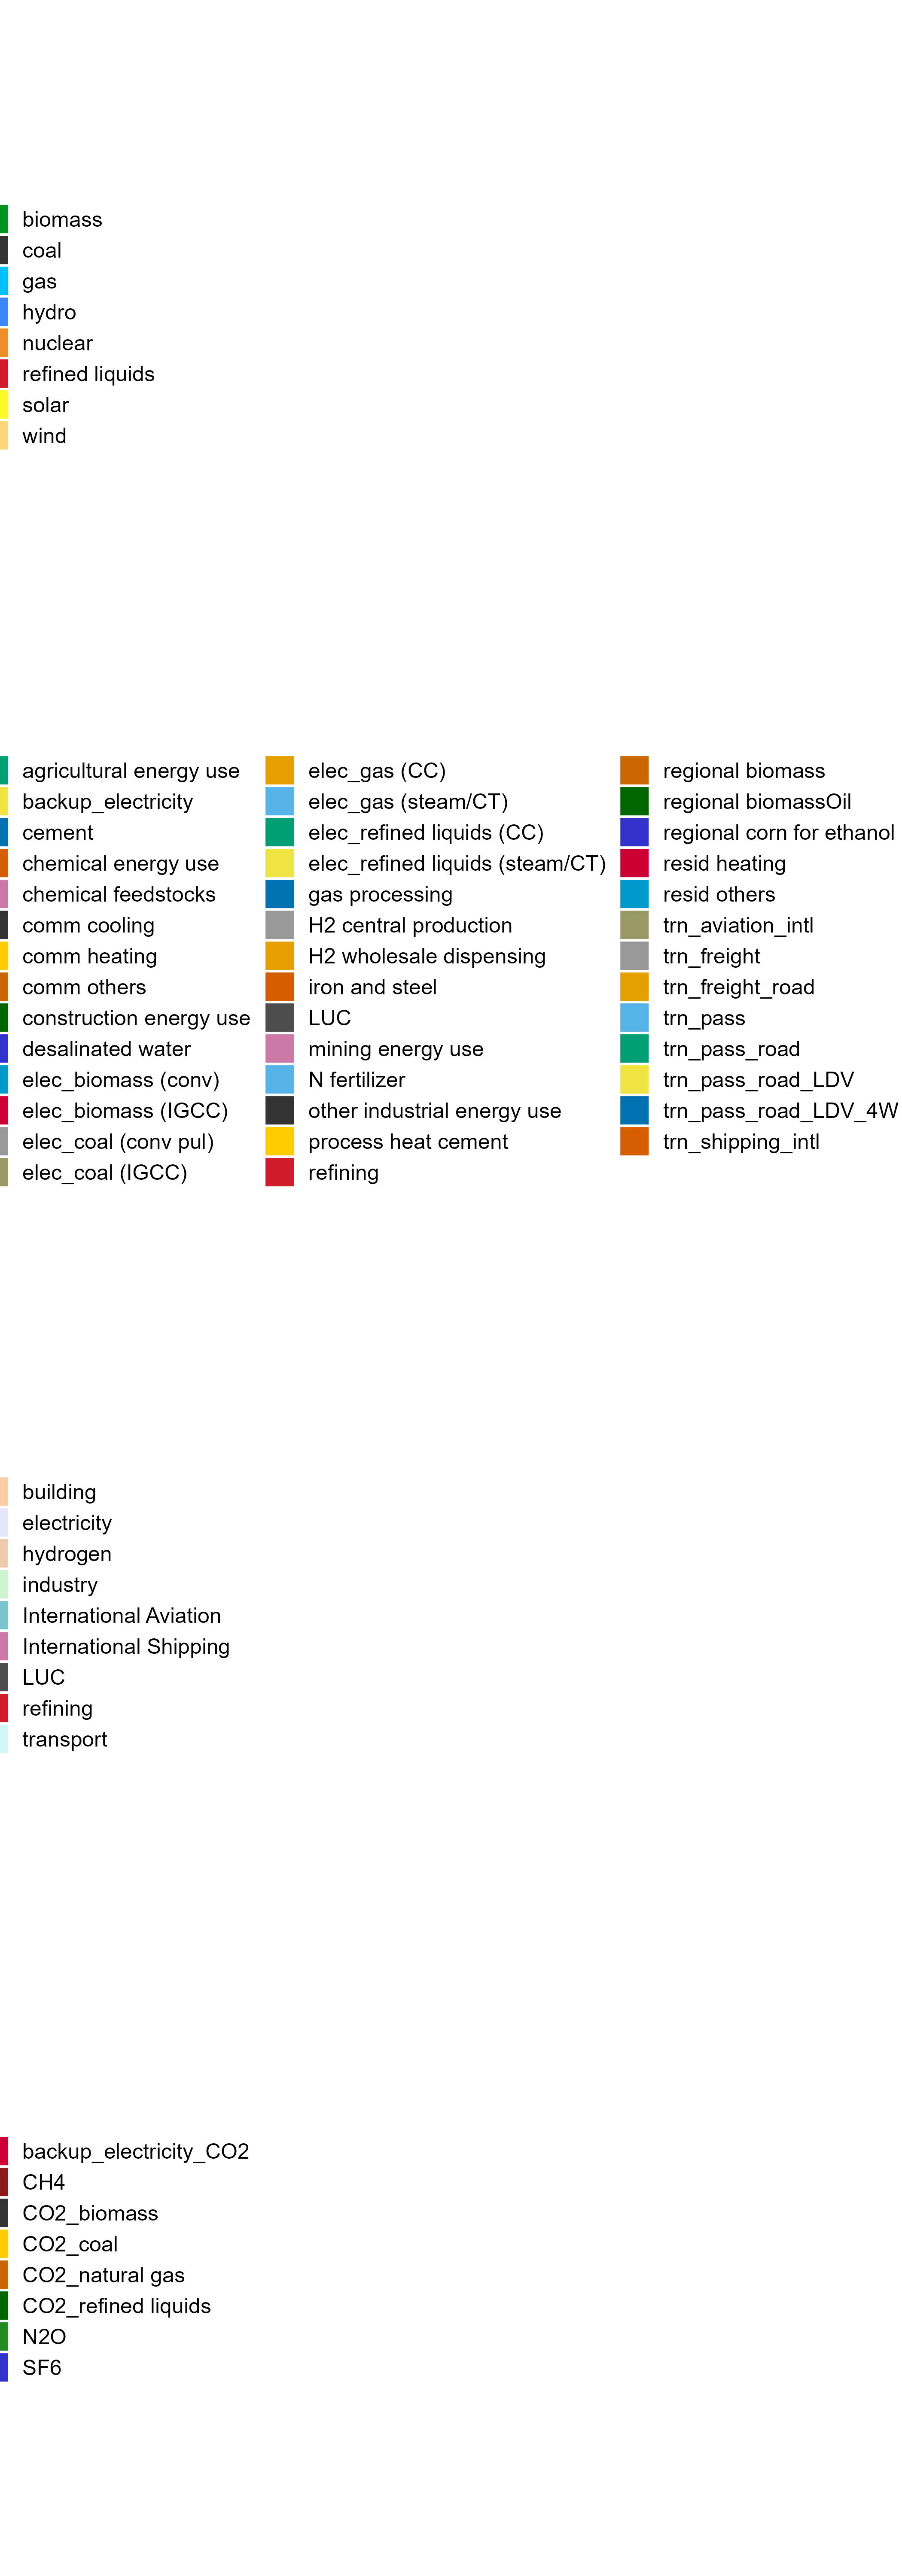 biomass
coal
gas
hydro
nuclear
refined liquids
solar
wind
agricultural energy use
backup_electricity
cement
chemical energy use
chemical feedstocks
comm cooling
comm heating
comm others
construction energy use
desalinated water
elec_biomass (conv)
elec_biomass (IGCC)
elec_coal (conv pul)
elec_coal (IGCC)
elec_gas (CC)
elec_gas (steam/CT)
elec_refined liquids (CC)
elec_refined liquids (steam/CT)
gas processing
H2 central production
H2 wholesale dispensing
iron and steel
LUC
mining energy use
N fertilizer
other industrial energy use
process heat cement
refining
regional biomass
regional biomassOil
regional corn for ethanol
resid heating
resid others
trn_aviation_intl
trn_freight
trn_freight_road
trn_pass
trn_pass_road
trn_pass_road_LDV
trn_pass_road_LDV_4W
trn_shipping_intl
building
electricity
hydrogen
industry
International Aviation
International Shipping
LUC
refining
transport
backup_electricity_CO2
CH4
CO2_biomass
CO2_coal
CO2_natural gas
CO2_refined liquids
N2O
SF6